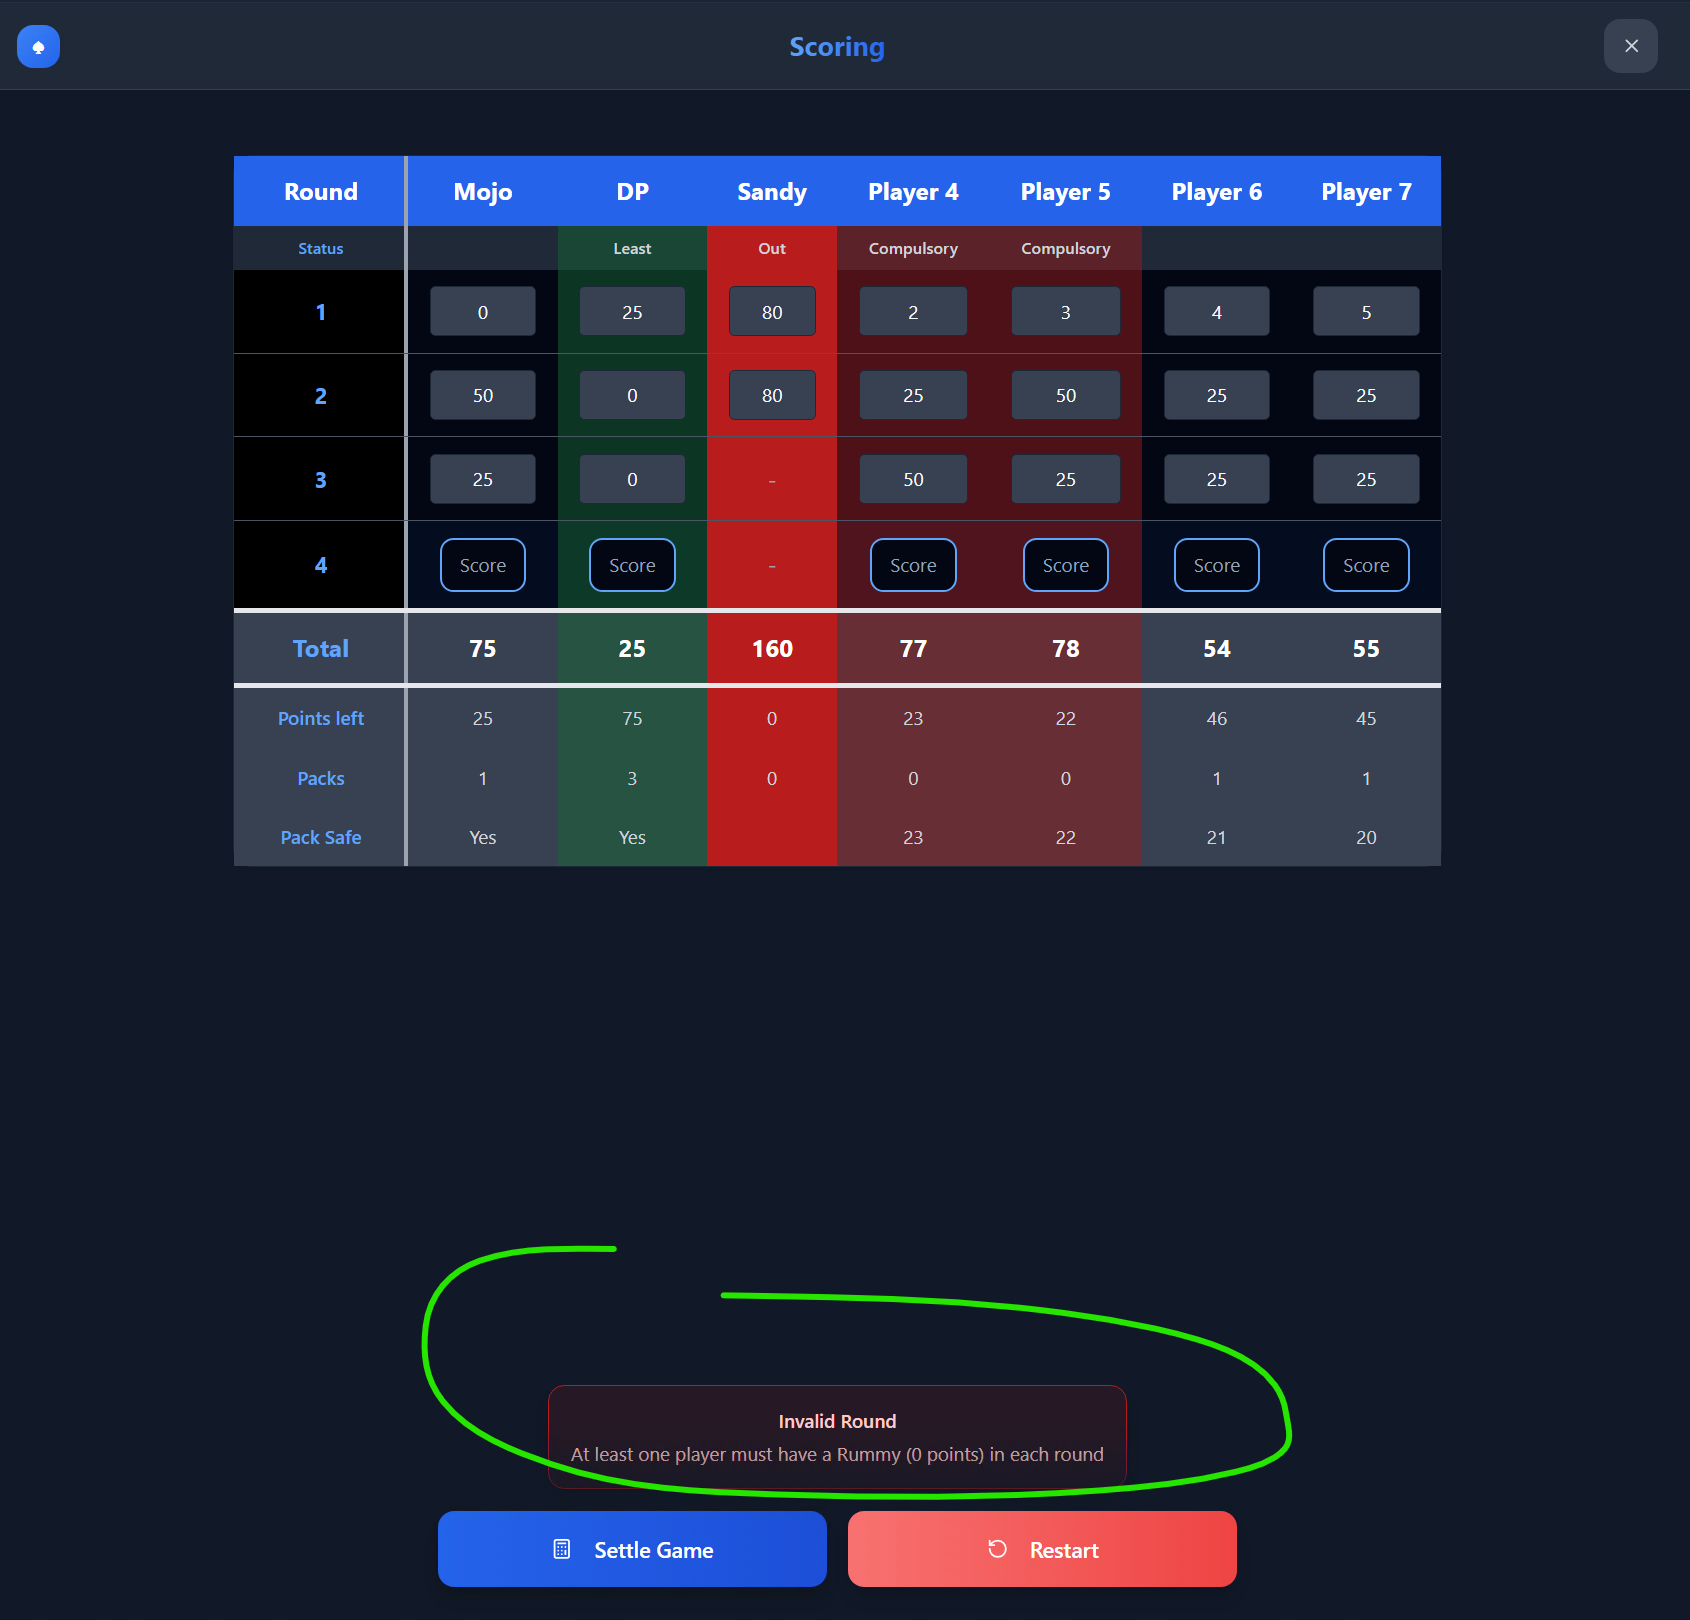 Scoring
Round Mojo DP Sandy Player 4 Player 5 Player 6 Player 7
Status Least Out Compulsory Compulsory
1 0 25 80 2 3 4 5
2 50 0 80 25 50 25 25
3 25 0 - 50 25 25 25
4 Score Score - Score Score Score Score
Total 75 25 160 77 78 54 55
Points left 25 75 0 23 22 46 45
Packs 1 3 0 0 0 1 1
Pack Safe Yes Yes 23 22 21 20
Invalid Round
At least one player must have a Rummy (0 points) in each round
Settle Game Restart